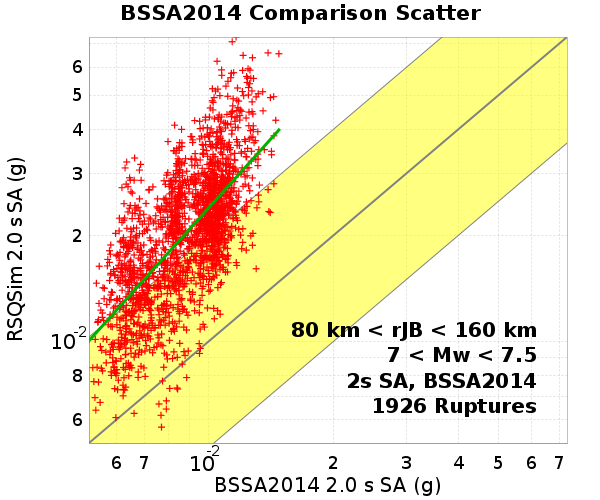 BSSA2014 Comparison Scatter
RSQSim 2.0 s SA (g)
6
5
4
3
2
10^-2
8
6
80 km < rJB < 160 km
7 < Mw < 7.5
2s SA, BSSA2014
1926 Ruptures
6 7 10^-2 2 3 4 5 6 7
BSSA2014 2.0 s SA (g)